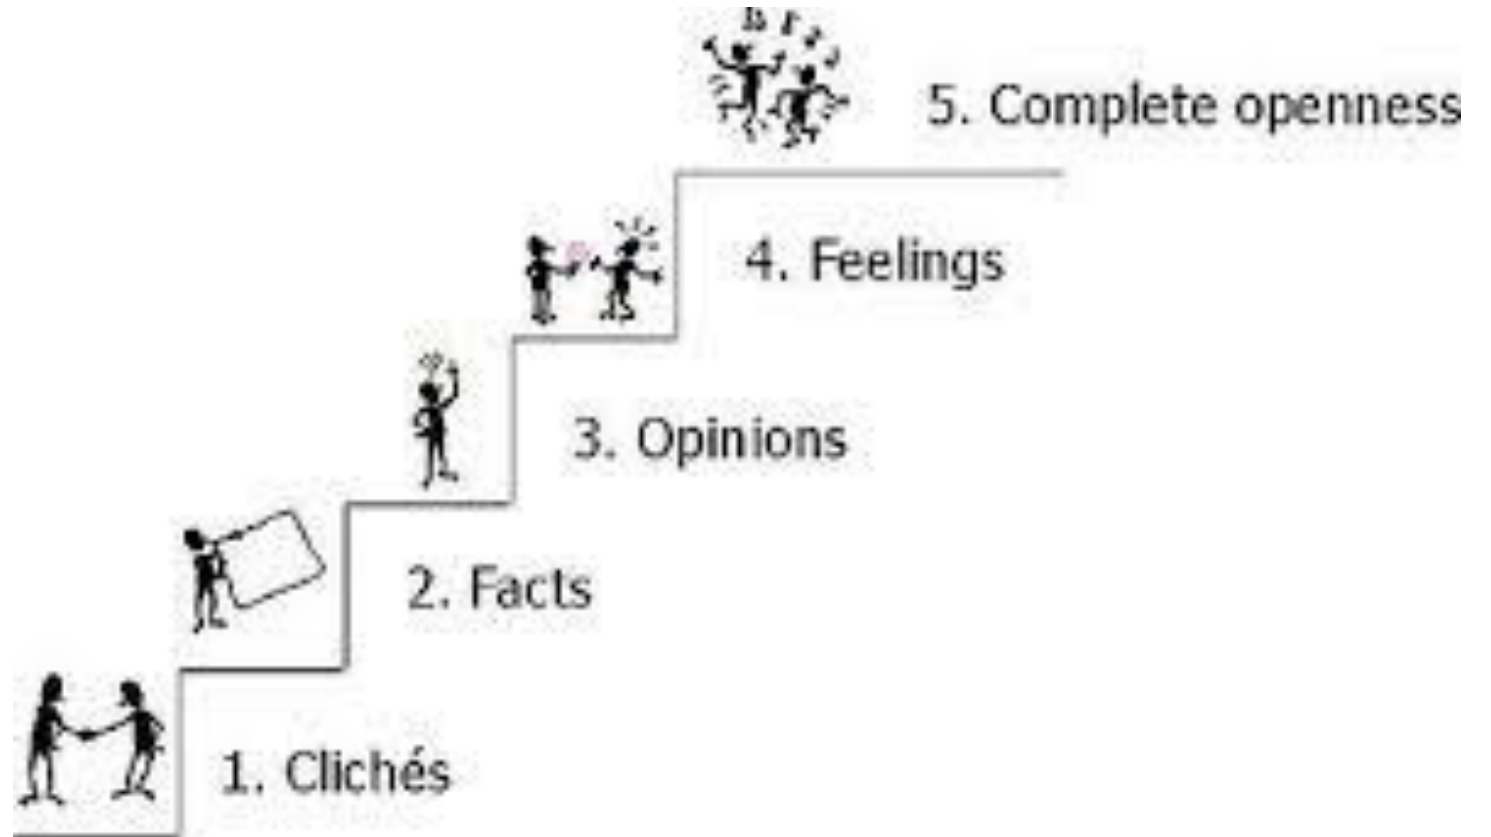 5. Complete openness
4. Feelings
3. Opinions
2. Facts
1. Clichés